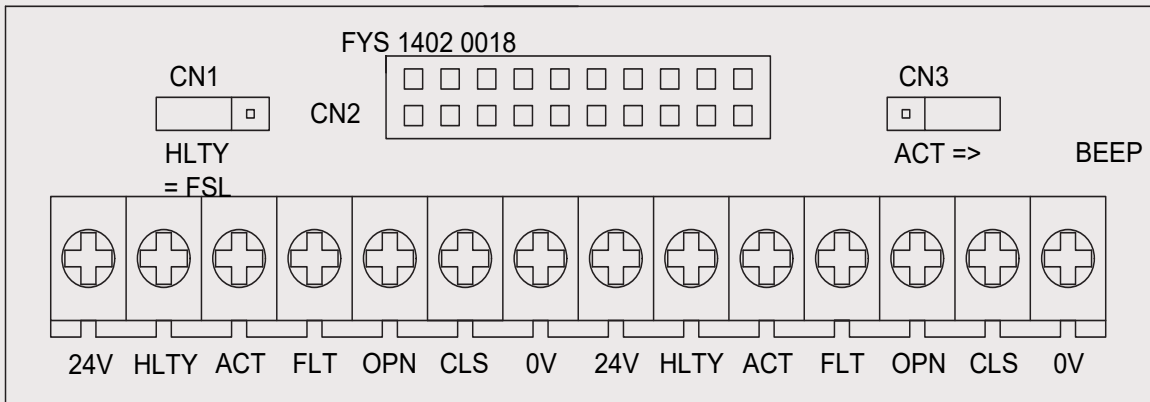 FYS 1402 0018
CN1
CN2
CN3
HLTY
= FSL
ACT =>
BEEP
24V HLTY ACT FLT OPN CLS 0V 24V HLTY ACT FLT OPN CLS 0V